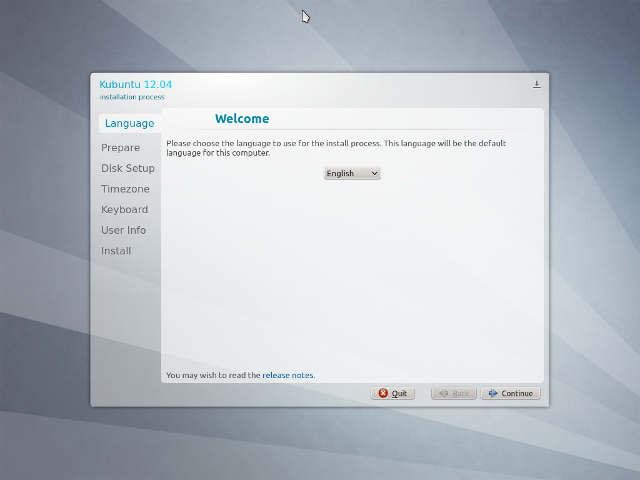 Kubuntu 12.04
installation process
Language
Prepare
Disk Setup
Timezone
Keyboard
User Info
Install
Welcome
Please choose the language to use for the install process. This language will be the default
language for this computer.
English
You may wish to read the release notes.
Quit
Back
Continue